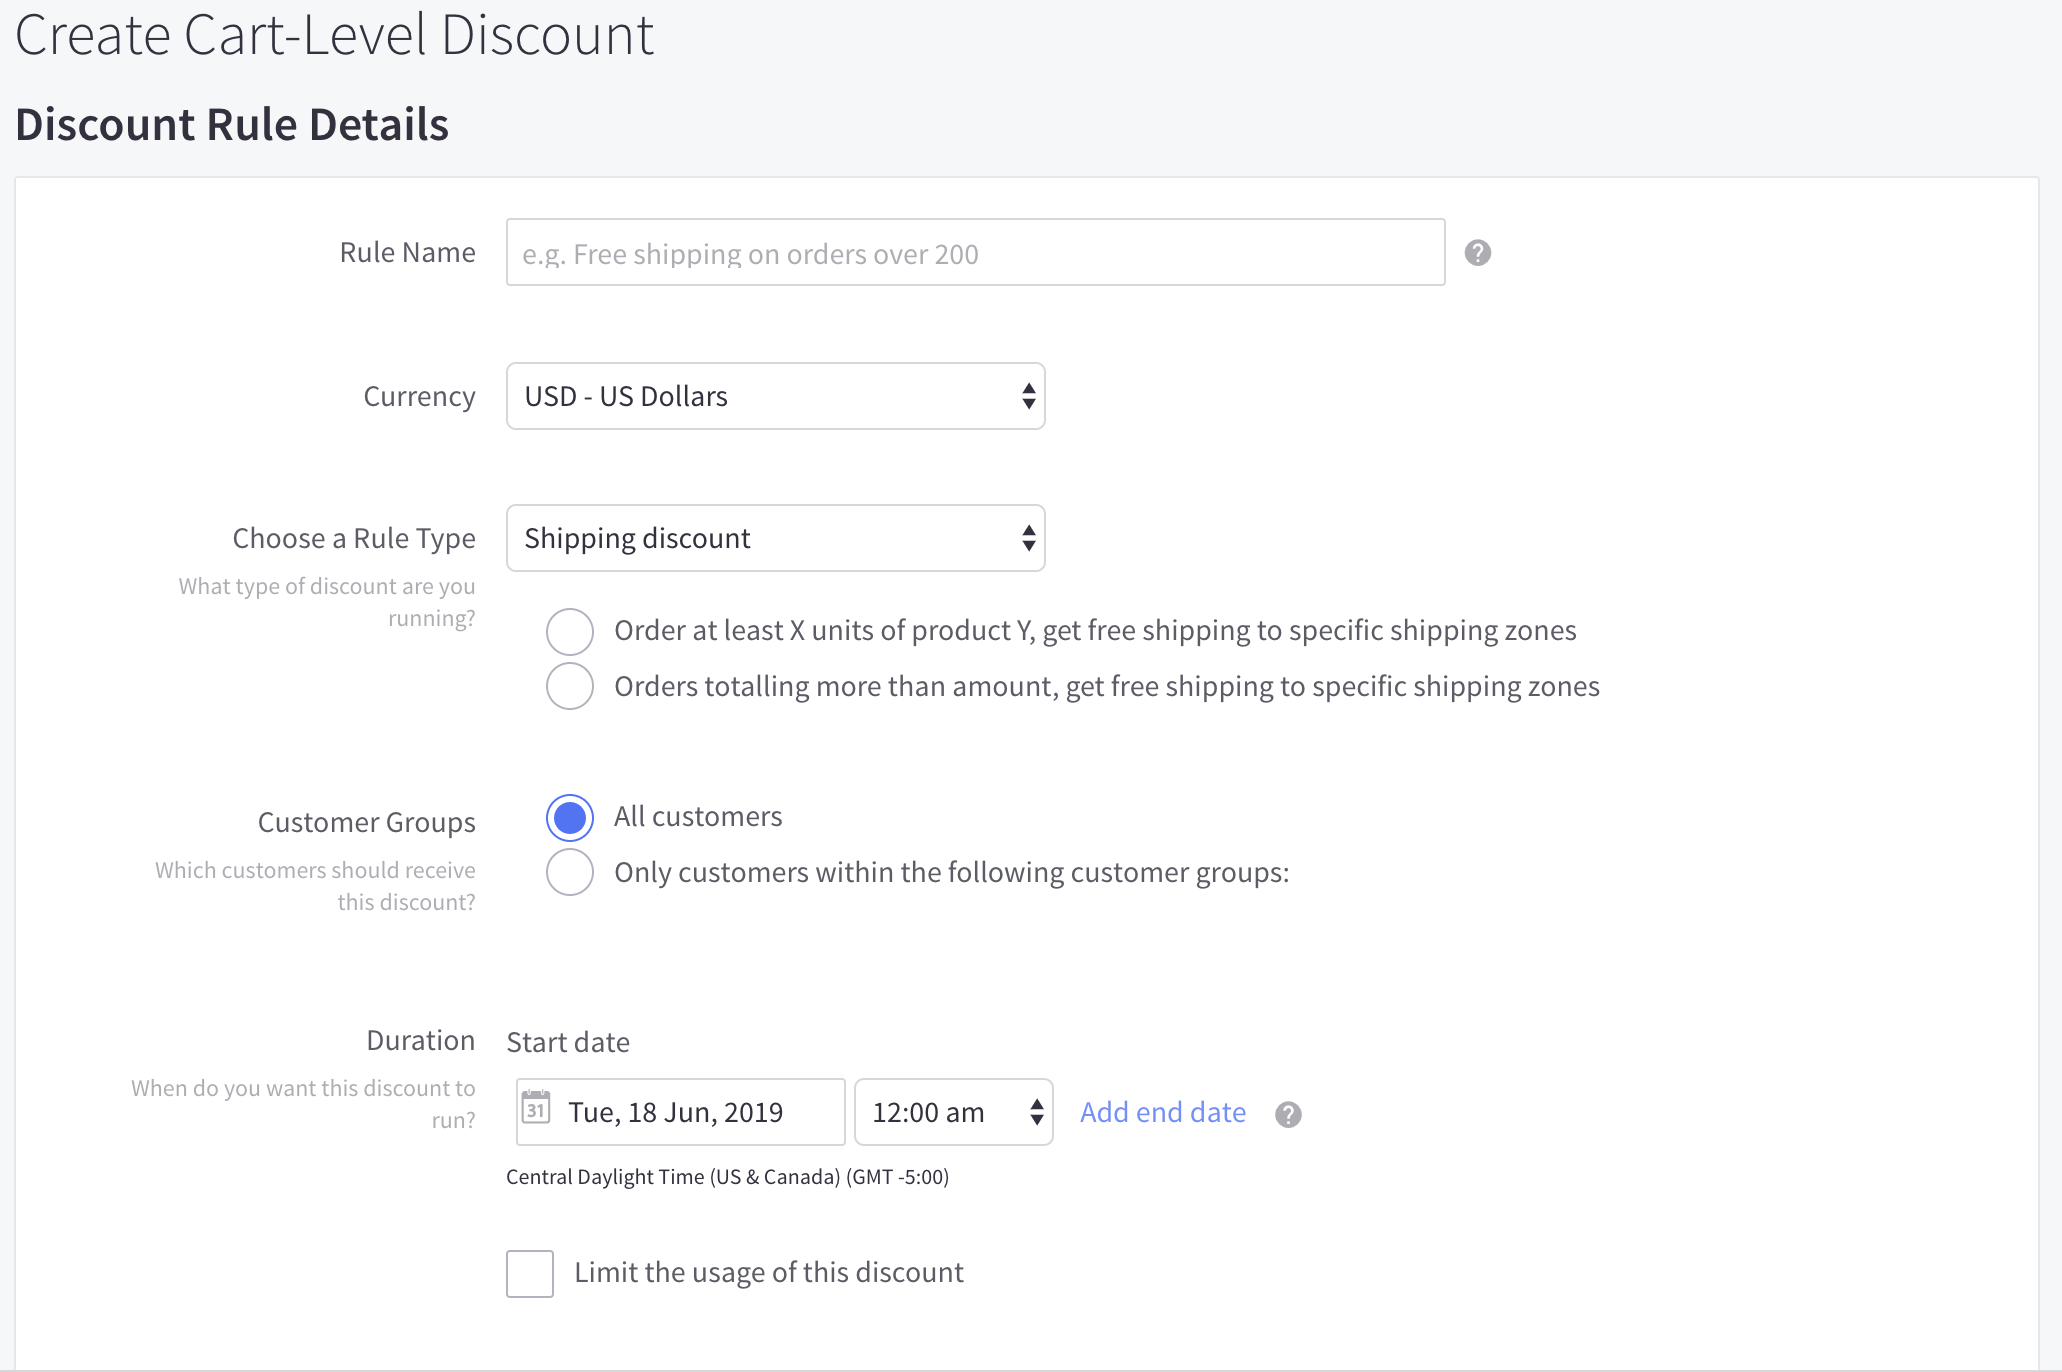 Create Cart-Level Discount
Discount Rule Details
Rule Name
e.g. Free shipping on orders over 200
?
Currency
USD - US Dollars
Choose a Rule Type
Shipping discount
What type of discount are you
running?
Order at least X units of product Y, get free shipping to specific shipping zones
Orders totalling more than amount, get free shipping to specific shipping zones
Customer Groups
Which customers should receive
this discount?
All customers
Only customers within the following customer groups:
Duration
When do you want this discount to
run?
Start date
31
Tue, 18 Jun, 2019
12:00 am
Add end date
?
Central Daylight Time (US & Canada) (GMT -5:00)
Limit the usage of this discount